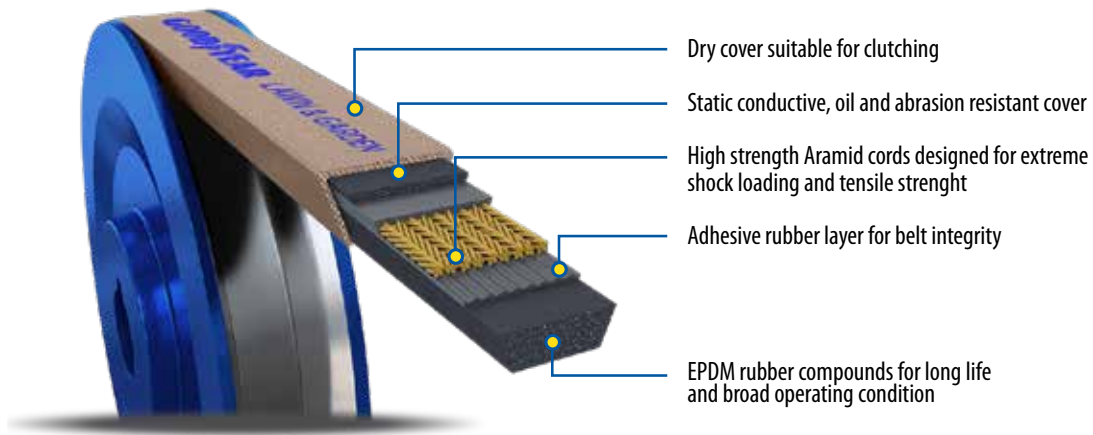 GOODYEAR LAWN & GARDEN
Dry cover suitable for clutching
Static conductive, oil and abrasion resistant cover
High strength Aramid cords designed for extreme
shock loading and tensile strenght
Adhesive rubber layer for belt integrity
EPDM rubber compounds for long life
and broad operating condition